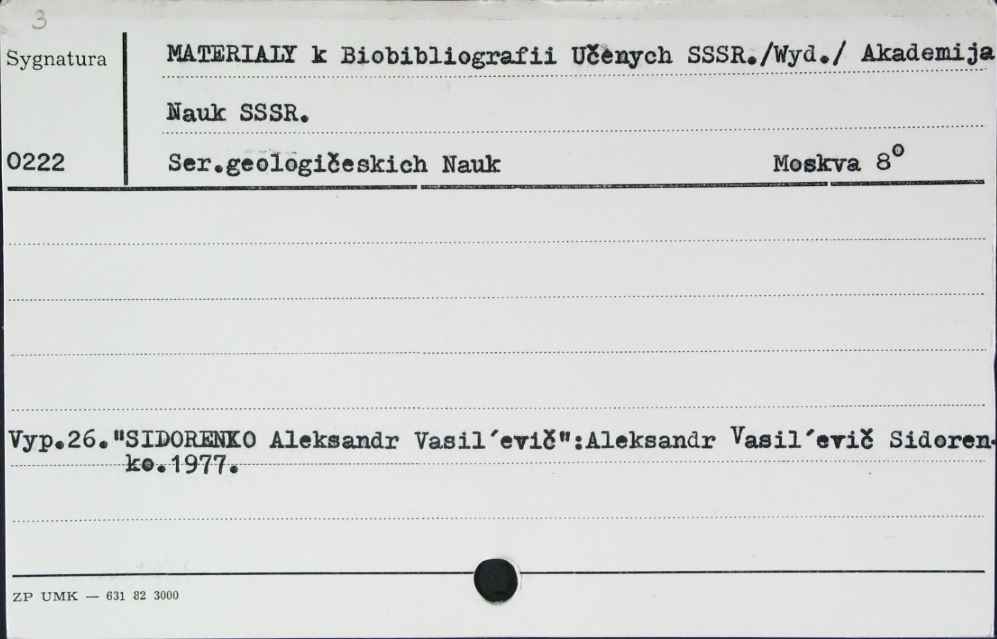 3
Sygnatura
MATERIALY k Biobibliografii Učenych SSSR./Wyd./ Akademija
Nauk SSSR.
0222
Ser.geologičeskich Nauk Moskva 8°
Vyp.26."SIDORENKO Aleksandr Vasil´evič":Aleksandr Vasil´evič Sidoren-
ko.1977.
ZP UMK — 631 82 3000